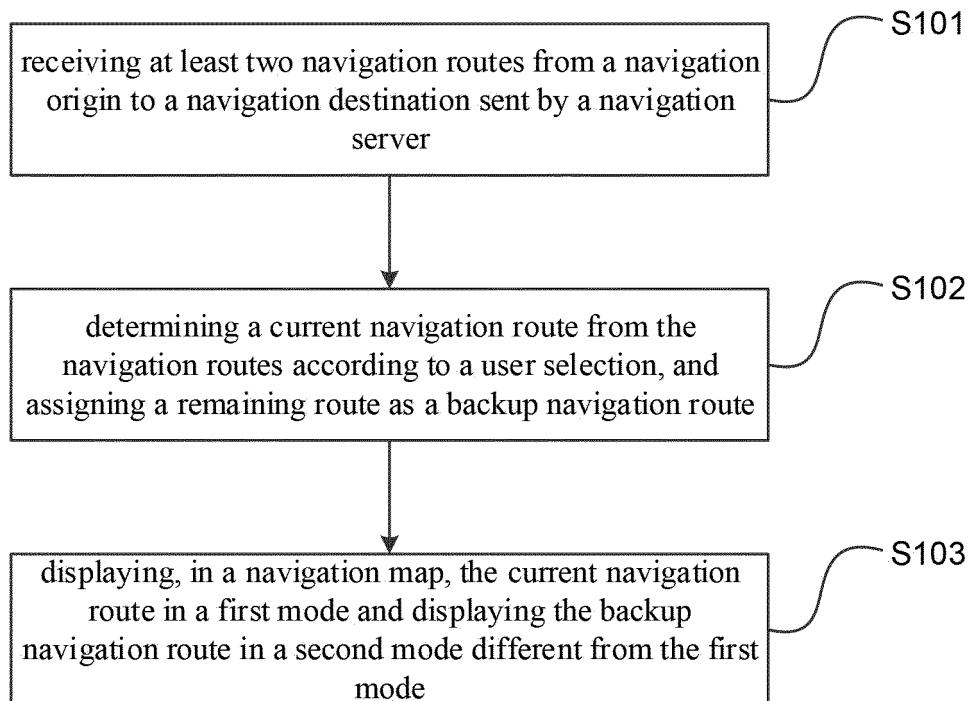 S101
receiving at least two navigation routes from a navigation
origin to a navigation destination sent by a navigation
server
S102
determining a current navigation route from the
navigation routes according to a user selection, and
assigning a remaining route as a backup navigation route
S103
displaying, in a navigation map, the current navigation
route in a first mode and displaying the backup
navigation route in a second mode different from the first
mode